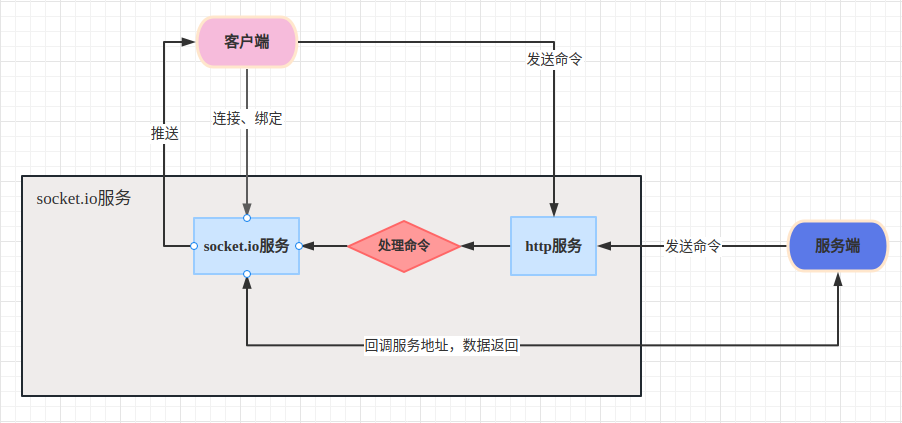 客户端
发送命令
连接、绑定
推送
socket.io服务
socket.io服务
处理命令
http服务
发送命令
服务端
回调服务地址，数据返回